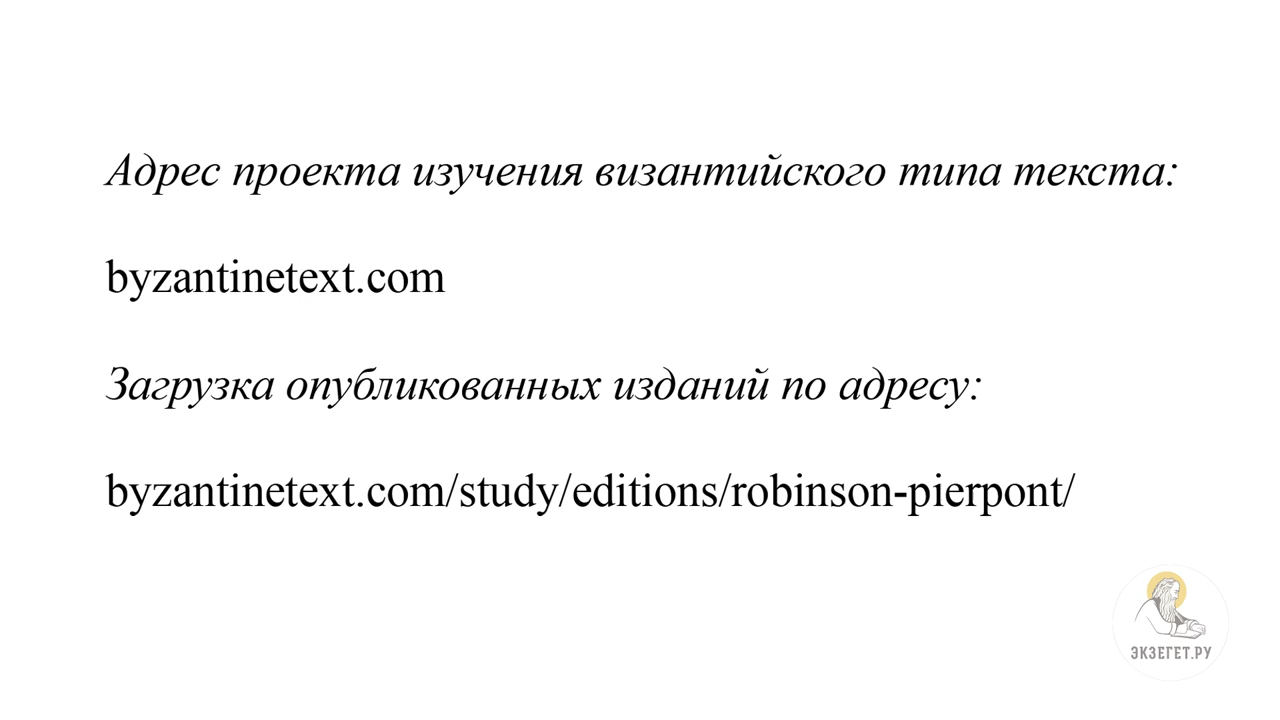 Адрес проекта изучения византийского типа текста:
byzantinetext.com
Загрузка опубликованных изданий по адресу:
byzantinetext.com/study/editions/robinson-pierpont/
ЭКЗЕГЕТ.РУ